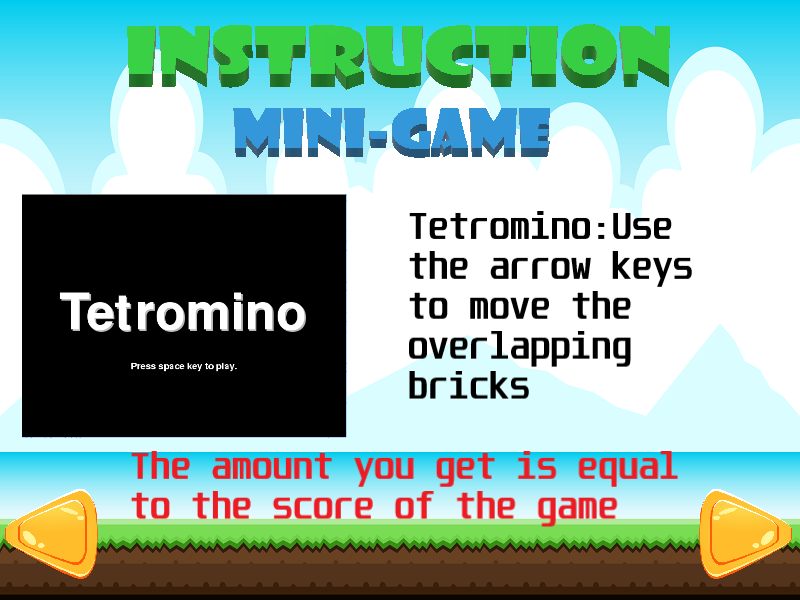 INSTRUCTION
MINI-GAME
Tetromino
Press space key to play.
Tetromino:Use
the arrow keys
to move the
overlapping
bricks
The amount you get is equal
to the score of the game